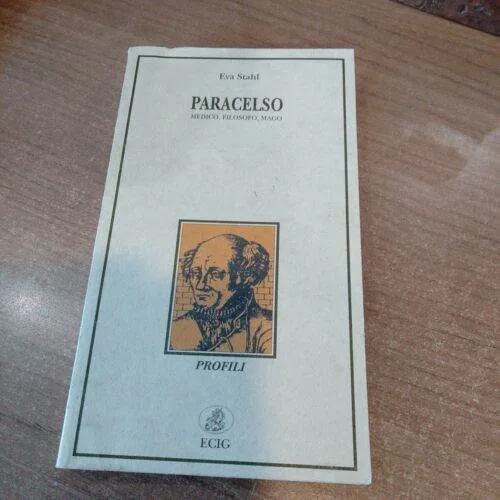 Eva Stahl
PARACELSO
MEDICO, FILOSOFO, MAGO
PROFILI
ECIG